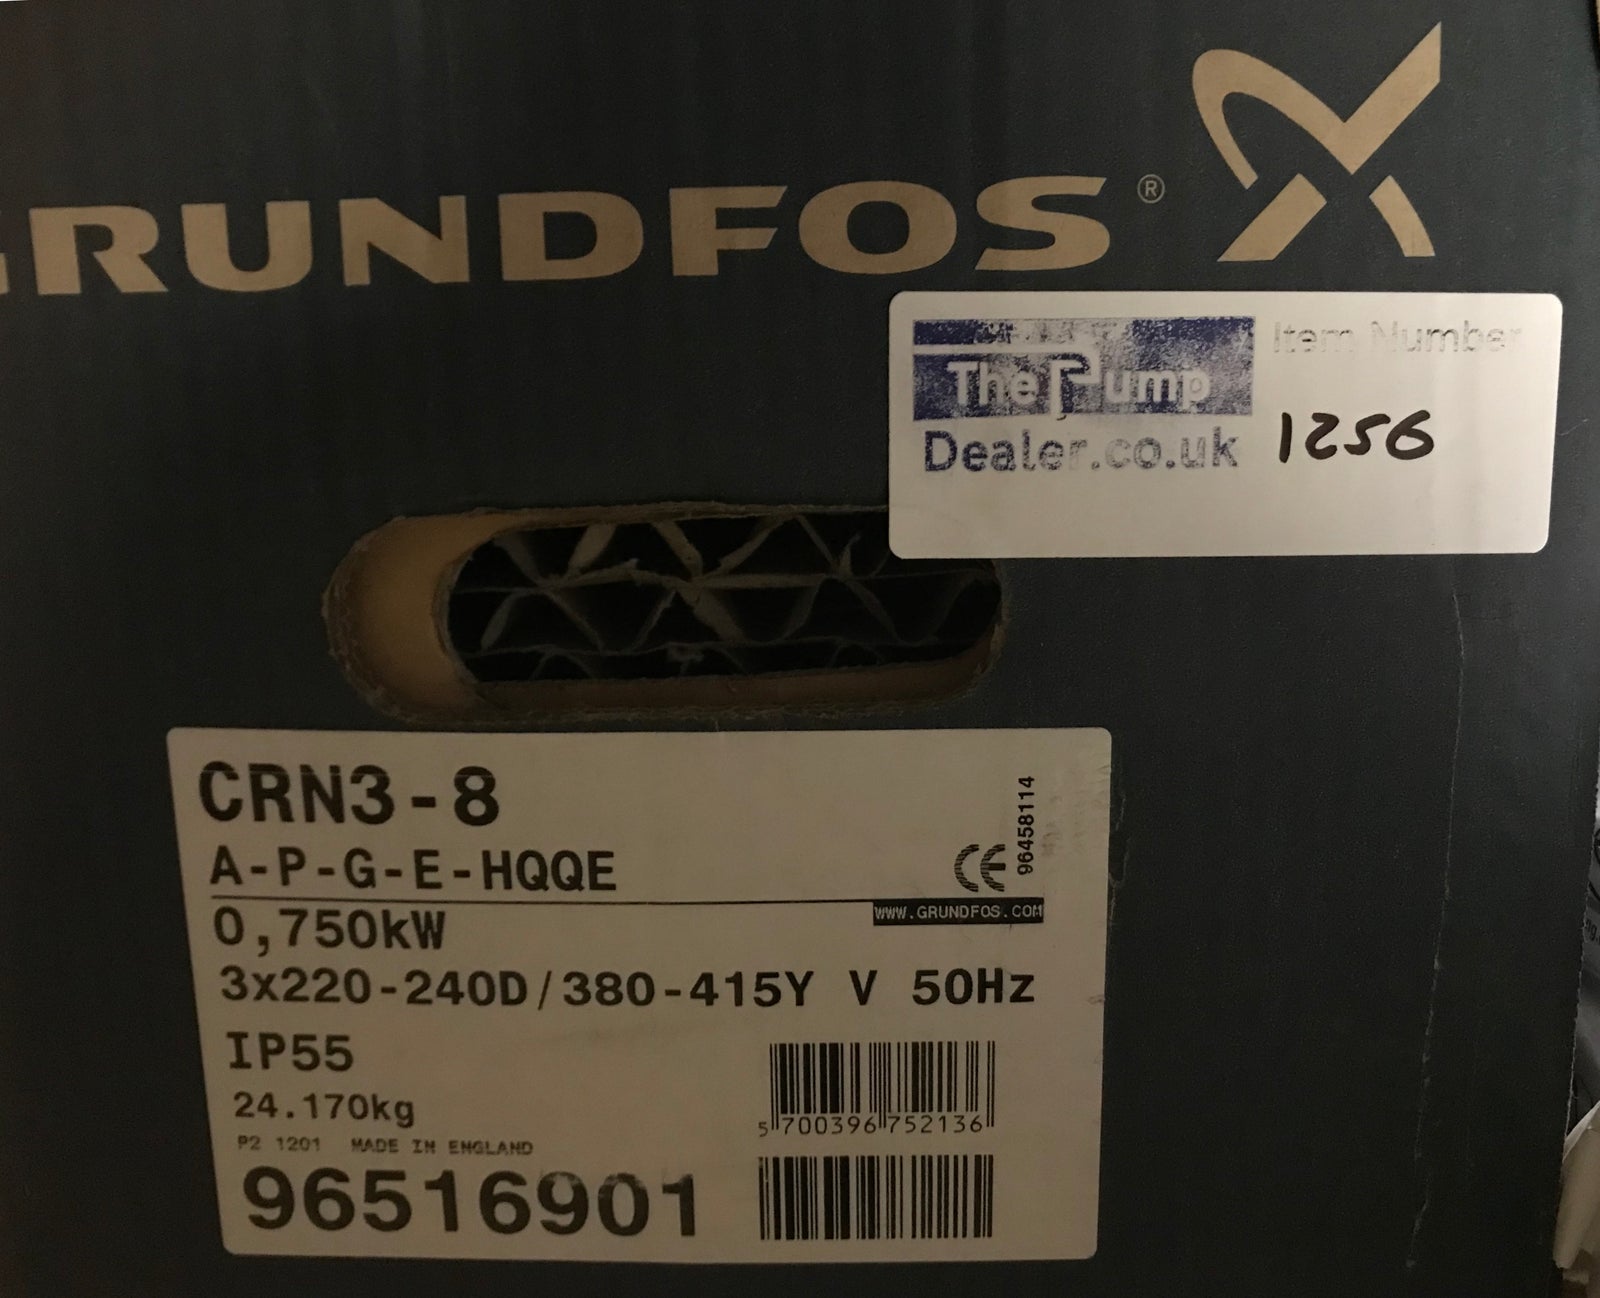 GRUNDFOS®
The Pump
Dealer.co.uk
Item Number
1256
CRN3-8
A-P-G-E-HQQE
CE
96458114
WWW.GRUNDFOS.COM
0,750kW
3x220-240D/380-415Y V 50Hz
IP55
24.170kg
5 700396 752136
P2 1201 MADE IN ENGLAND
96516901